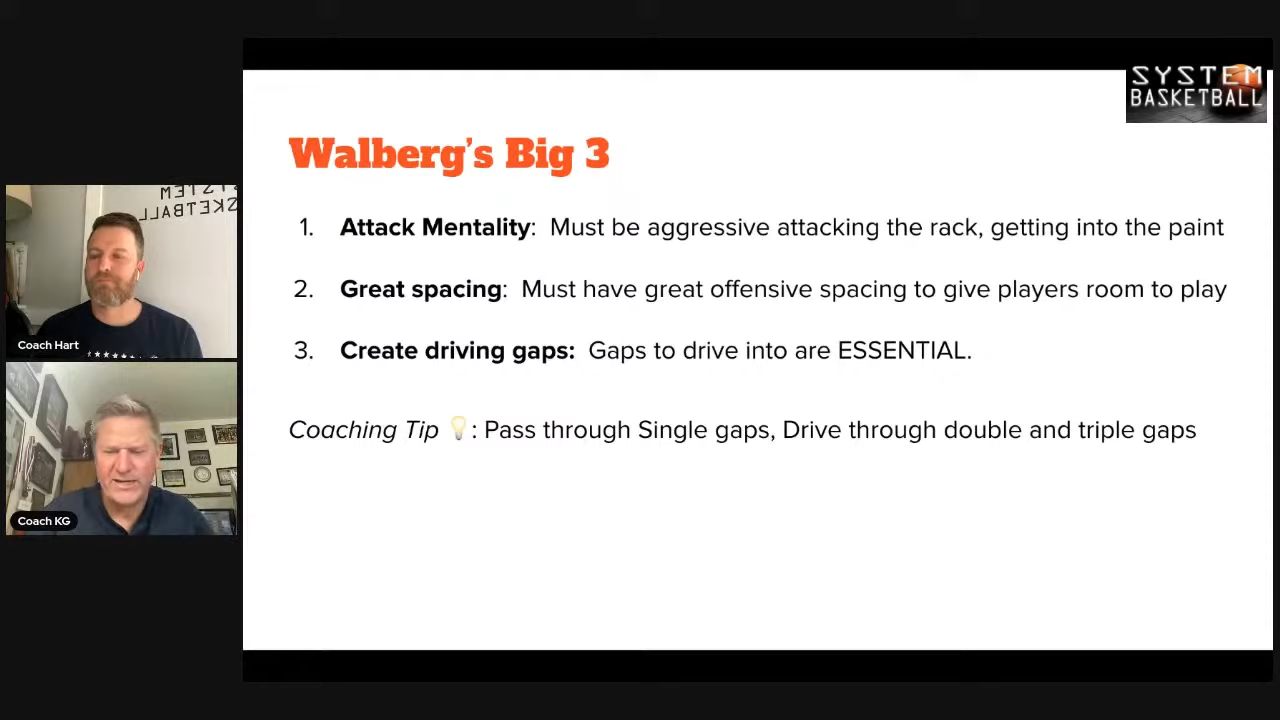 SYSTEM
BASKETBALL
Walberg's Big 3
1. Attack Mentality: Must be aggressive attacking the rack, getting into the paint
2. Great spacing: Must have great offensive spacing to give players room to play
3. Create driving gaps: Gaps to drive into are ESSENTIAL.
Coaching Tip 💡: Pass through Single gaps, Drive through double and triple gaps
SYSTEM
BASKETBALL
Coach Hart
Coach KG